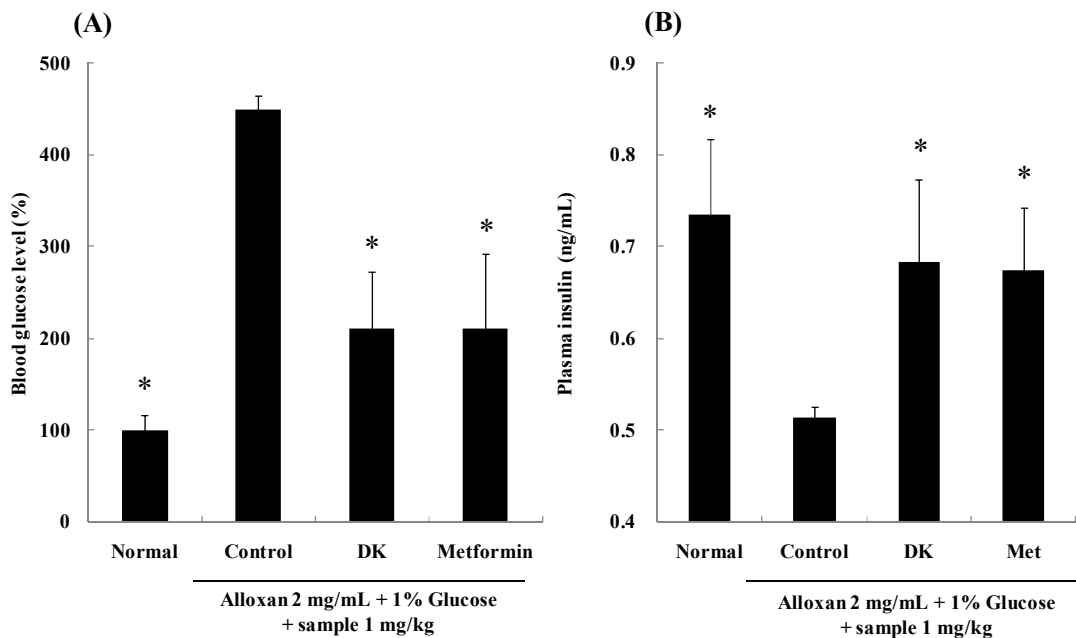 (A)
Blood glucose level (%)
500
400
300
200
100
0
*
*
*
Normal Control DK Metformin
Alloxan 2 mg/mL + 1% Glucose
+ sample 1 mg/kg
(B)
Plasma insulin (ng/mL)
0.9
0.8
0.7
0.6
0.5
0.4
*
*
*
Normal Control DK Met
Alloxan 2 mg/mL + 1% Glucose
+ sample 1 mg/kg